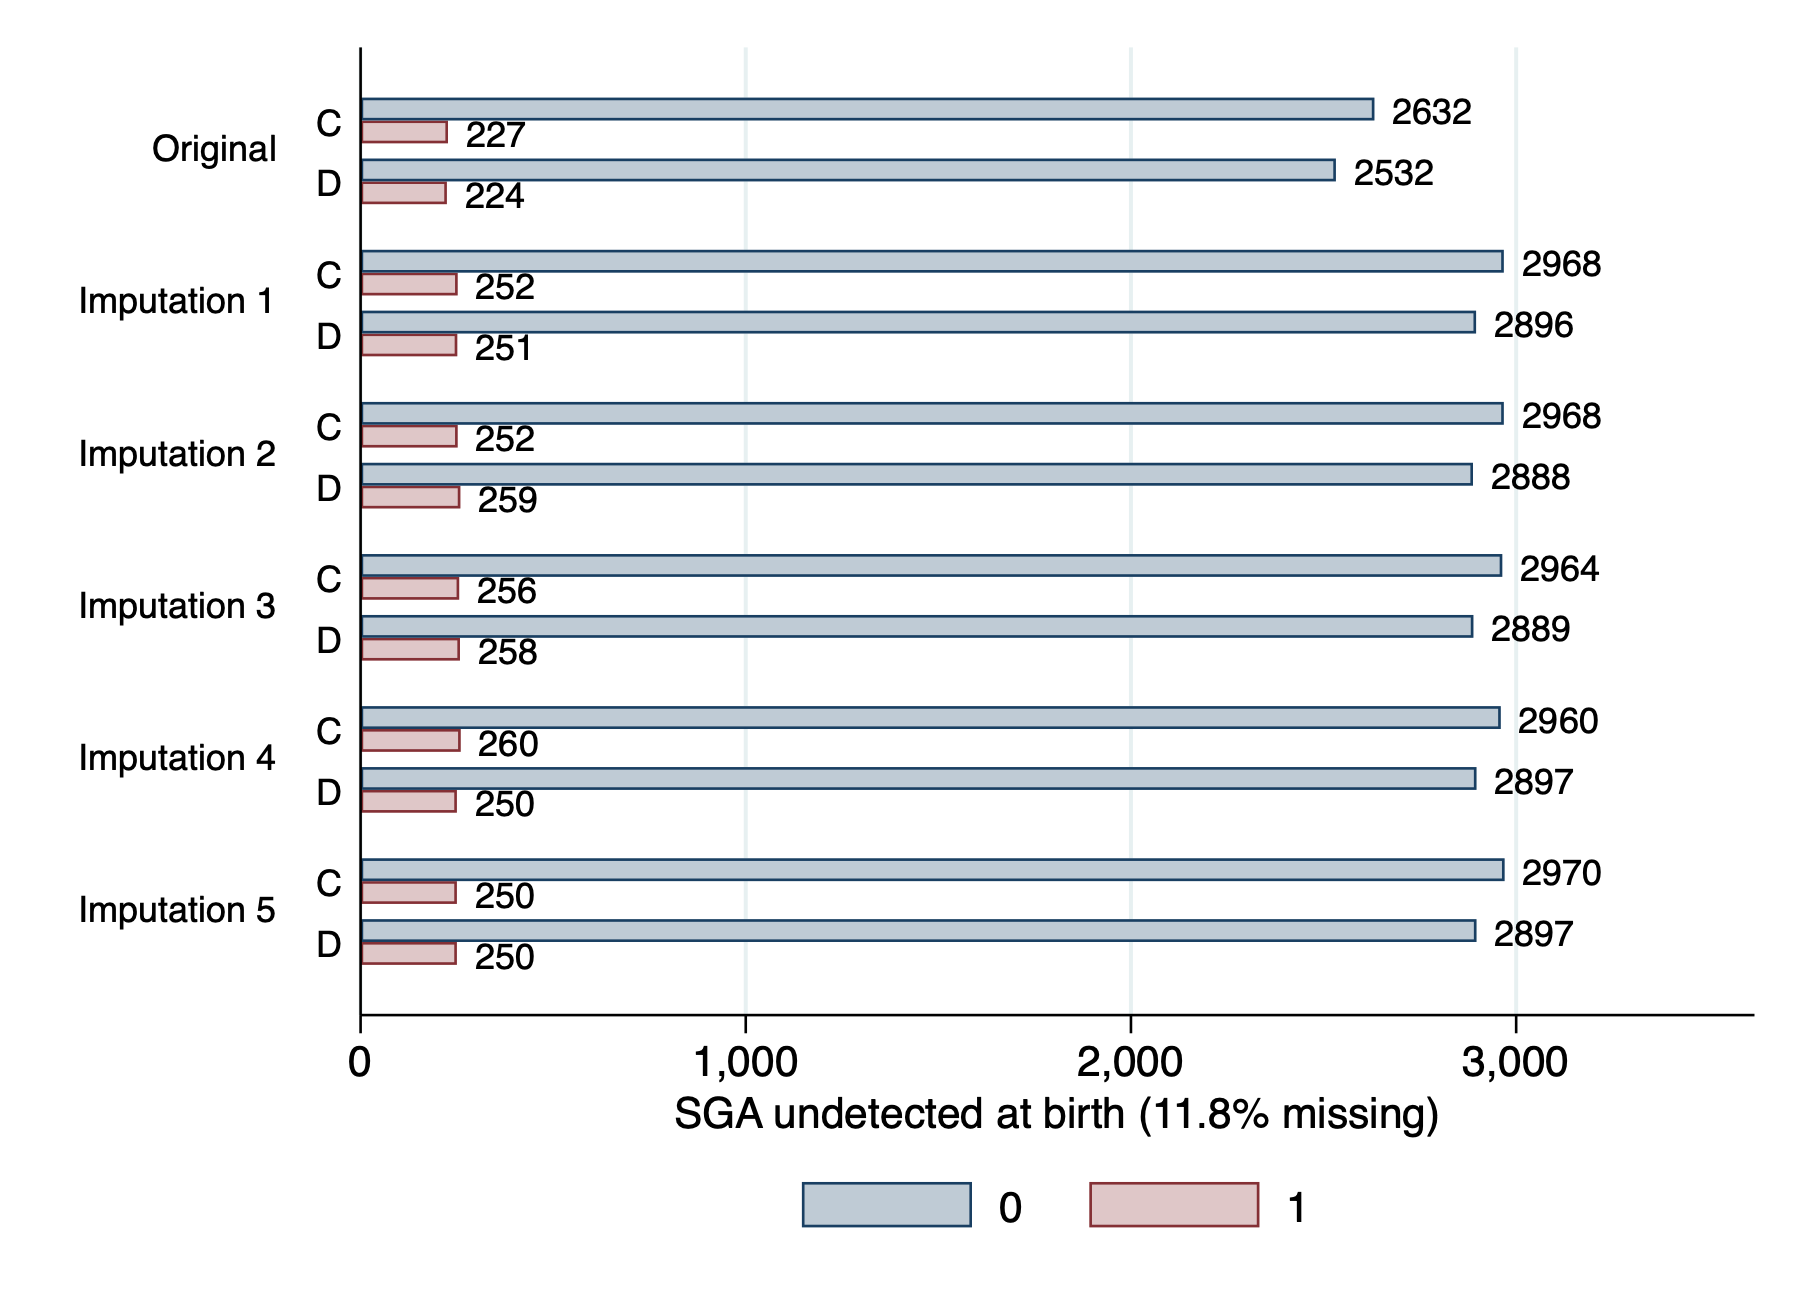 Original
C
2632
227
D
2532
224
Imputation 1
C
2968
252
D
2896
251
Imputation 2
C
2968
252
D
2888
259
Imputation 3
C
2964
256
D
2889
258
Imputation 4
C
2960
260
D
2897
250
Imputation 5
C
2970
250
D
2897
250
0 1,000 2,000 3,000
SGA undetected at birth (11.8% missing)
0 1